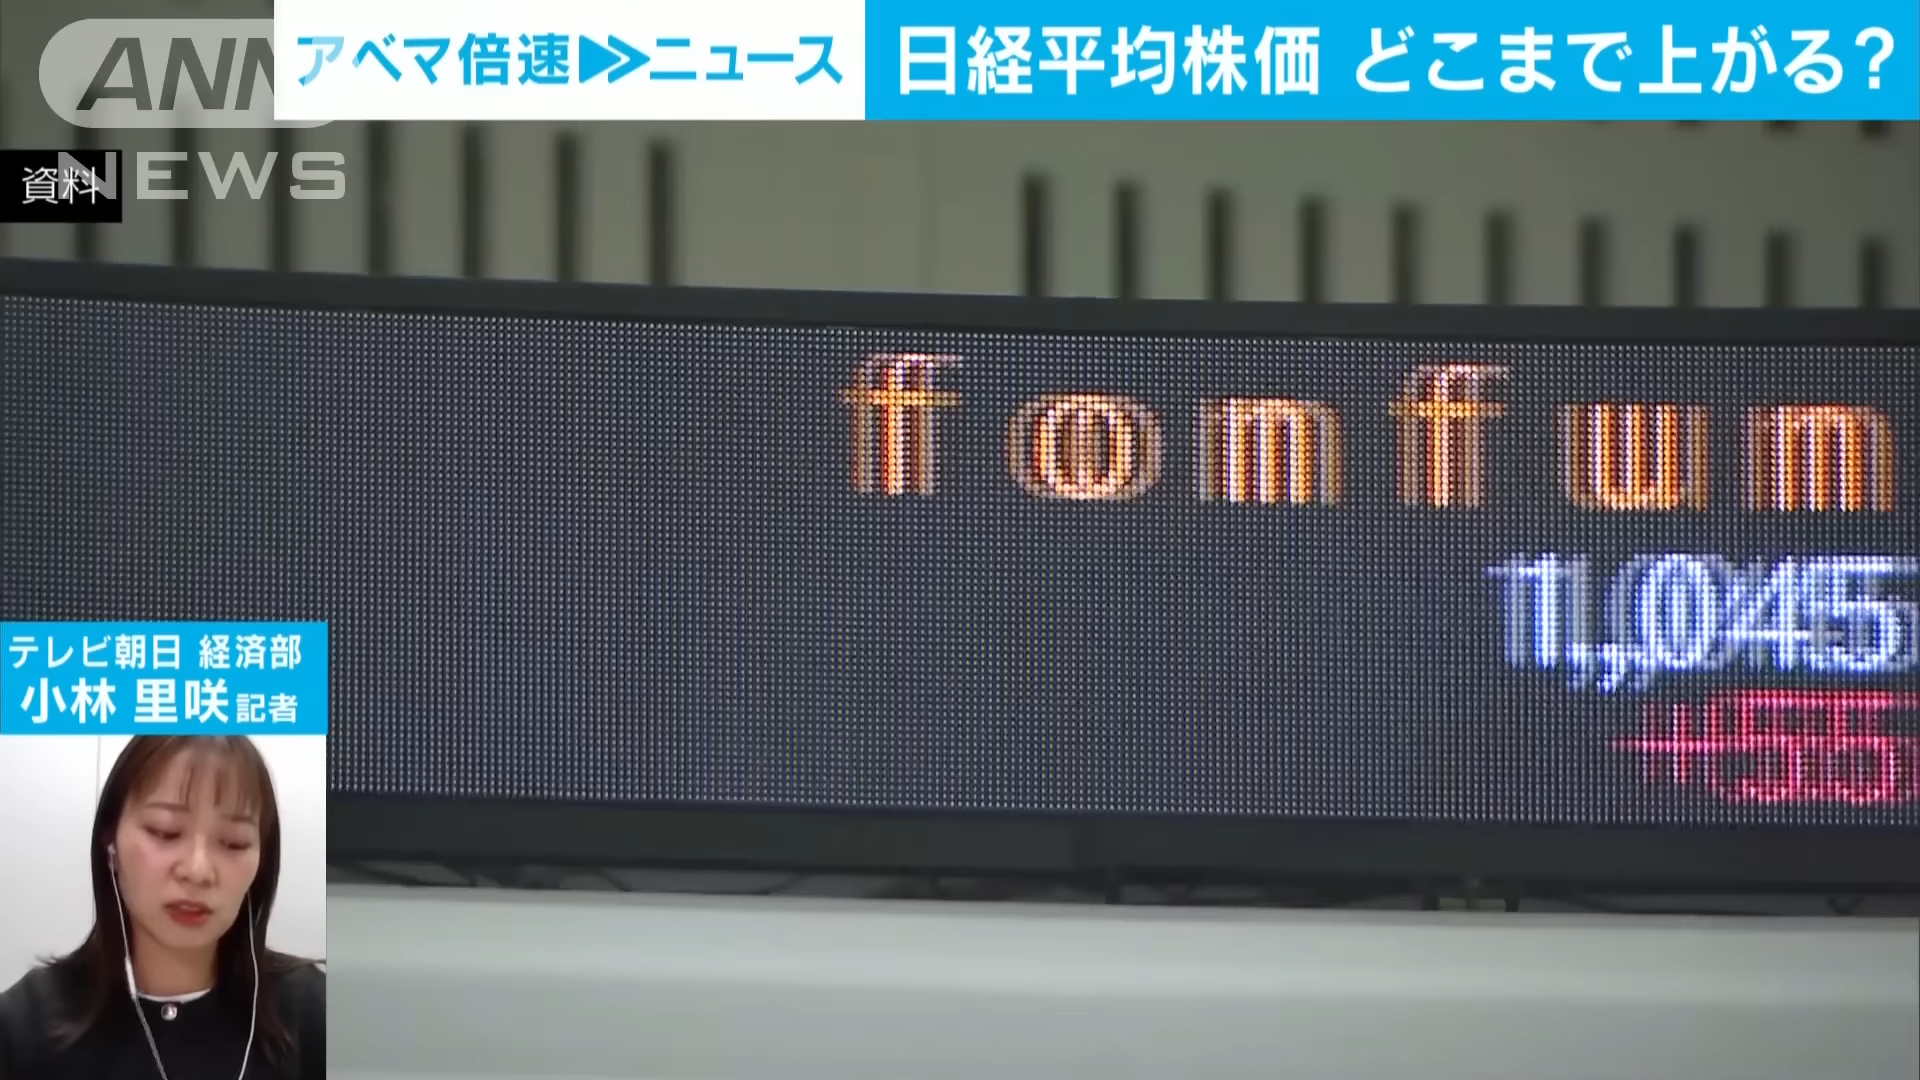 ANN
NEWS
アベマ倍速 ニュース
日経平均株価 どこまで上がる?
資料
fonfun
1,045
+55
テレビ朝日 経済部
小林 里咲 記者